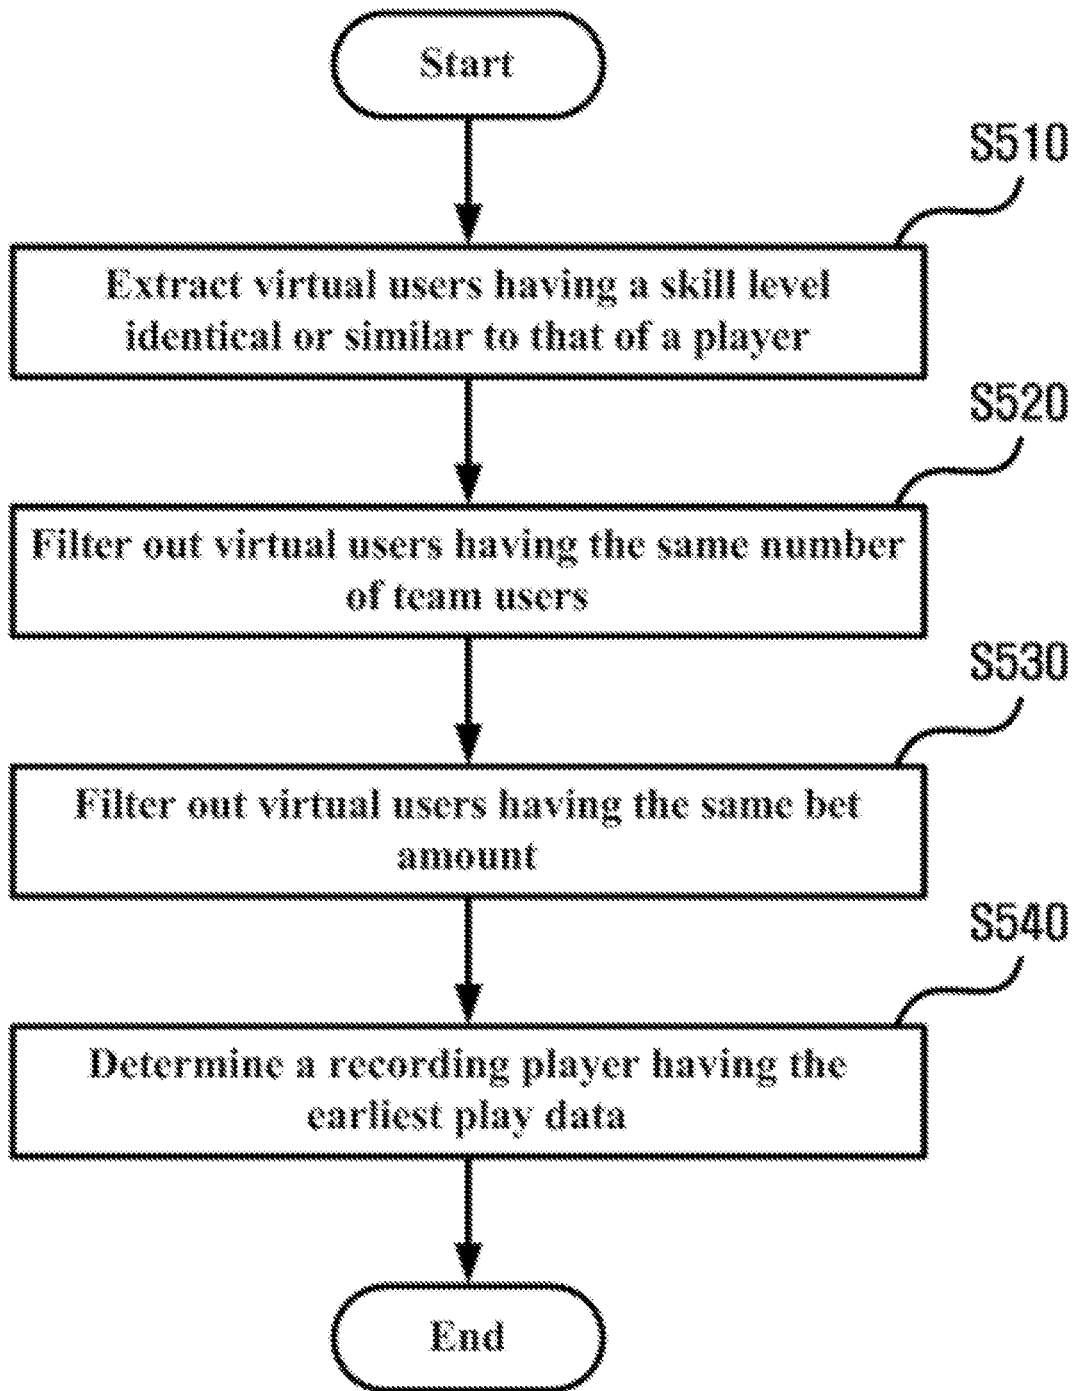 Start
S510
Extract virtual users having a skill level
identical or similar to that of a player
S520
Filter out virtual users having the same number
of team users
S530
Filter out virtual users having the same bet
amount
S540
Determine a recording player having the
earliest play data
End